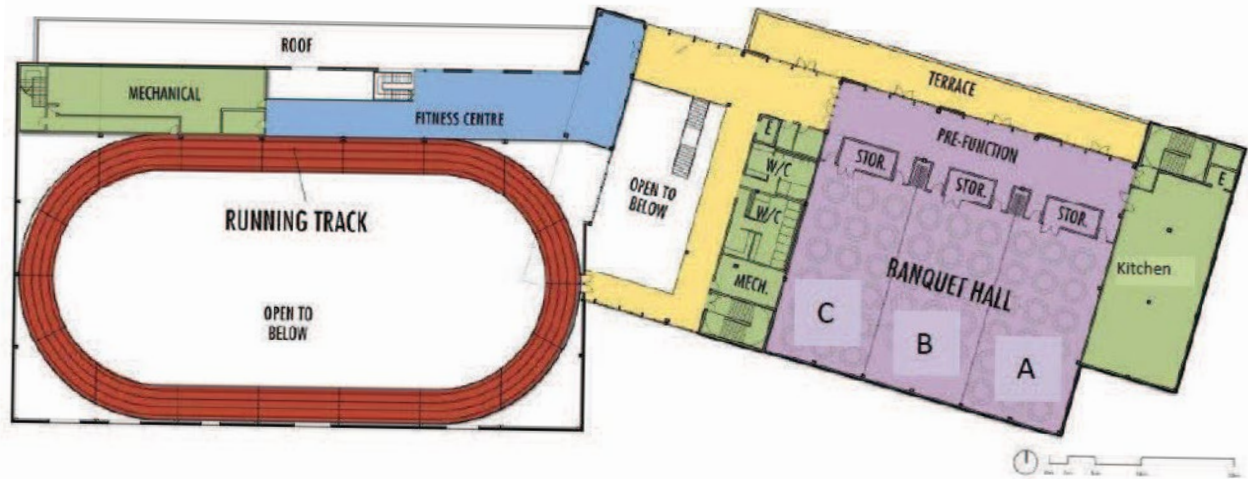 ROOF
MECHANICAL
FITNESS CENTRE
RUNNING TRACK
OPEN TO
BELOW
OPEN TO
BELOW
TERRACE
PRE-FUNCTION
E
W/C
W/C
MECH.
STOR.
STOR.
STOR.
E
BANQUET HALL
Kitchen
C
B
A